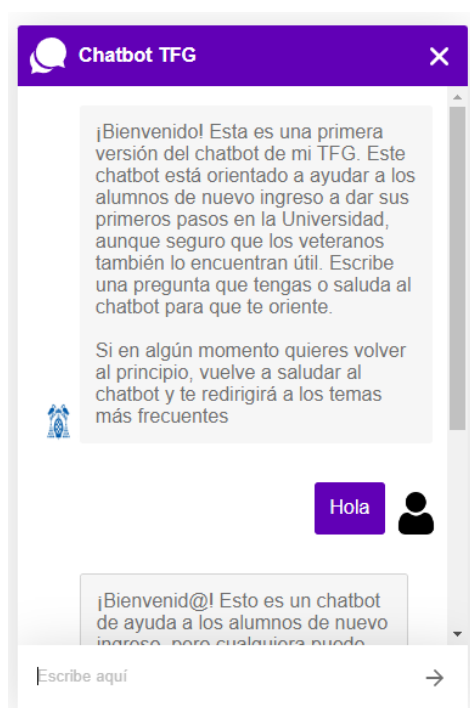 Chatbot TFG
¡Bienvenido! Esta es una primera
versión del chatbot de mi TFG. Este
chatbot está orientado a ayudar a los
alumnos de nuevo ingreso a dar sus
primeros pasos en la Universidad,
aunque seguro que los veteranos
también lo encuentran útil. Escribe
una pregunta que tengas o saluda al
chatbot para que te oriente.
Si en algún momento quieres volver
al principio, vuelve a saludar al
chatbot y te redirigirá a los temas
más frecuentes
Hola
¡Bienvenid@! Esto es un chatbot
de ayuda a los alumnos de nuevo
ingreso, pero cualquiera puede
Escribe aquí